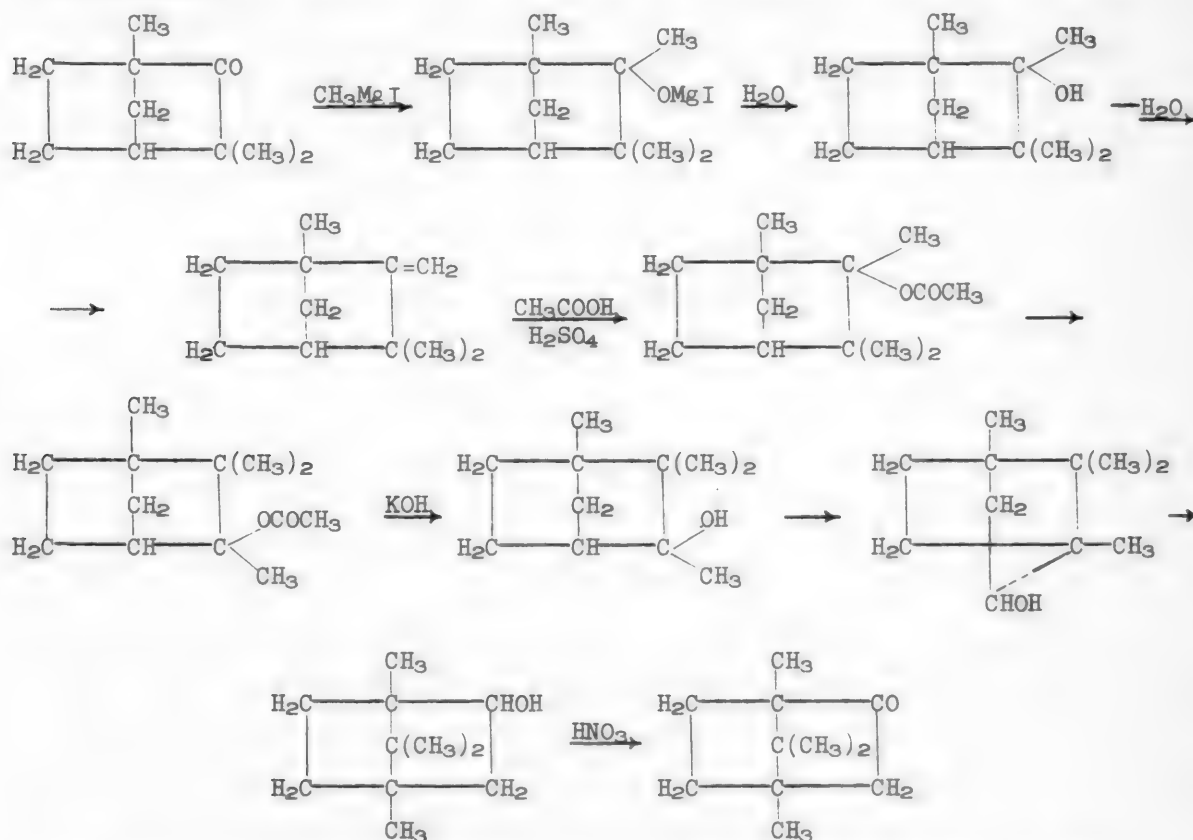 CH3 CH3 CH3
H2C C CO H2C C C CH3 H2C C C CH3
CH3MgI OMgI H2O OH —H2O
CH2 CH2 CH2
H2C CH C(CH3)2 H2C CH C(CH3)2 H2C CH C(CH3)2
CH3 CH3
H2C C C=CH2 H2C C C CH3
CH2 CH3COOH CH2 OCOCH3
H2SO4
H2C CH C(CH3)2 H2C CH C(CH3)2
CH3 CH3 CH3
H2C C C(CH3)2 H2C C C(CH3)2 H2C C C(CH3)2
CH2 OCOCH3 KOH CH2 OH CH2
H2C CH C H2C CH C H2C C—CH3
CH3 CH3 CHOH
CH3 CH3
H2C C CHOH H2C C CO
C(CH3)2 HNO3 C(CH3)2
H2C C CH2 H2C C CH2
CH3 CH3